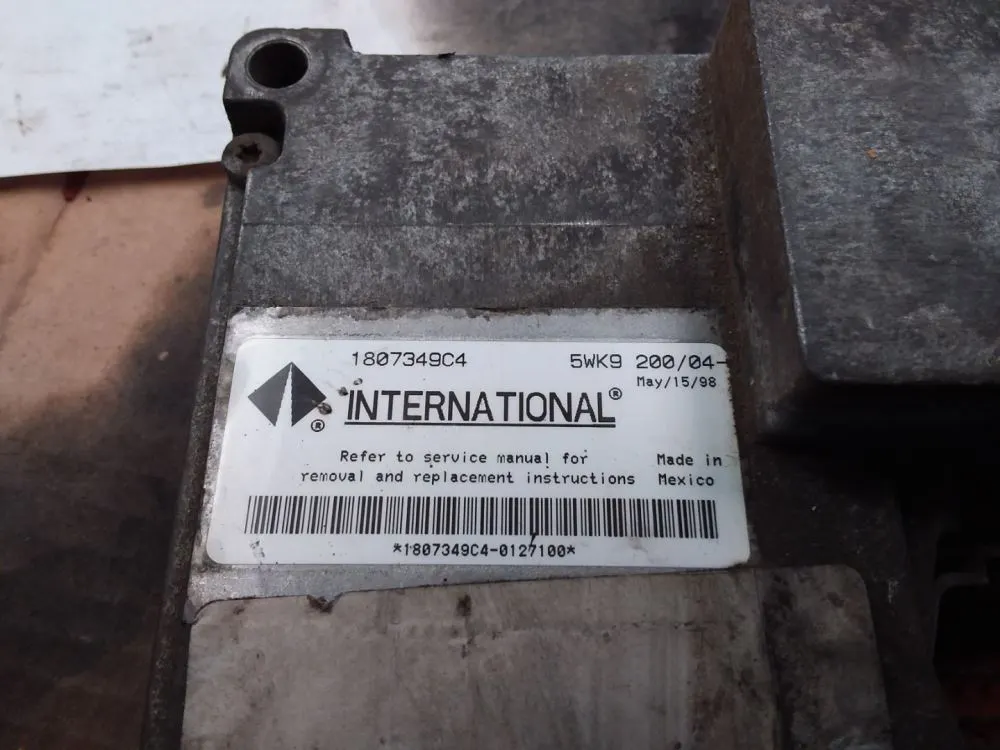 1807349C4 5WK9 200/04-
May/15/98
INTERNATIONAL®
®
Refer to service manual for Made in
removal and replacement instructions Mexico
*1807349C4-0127100*